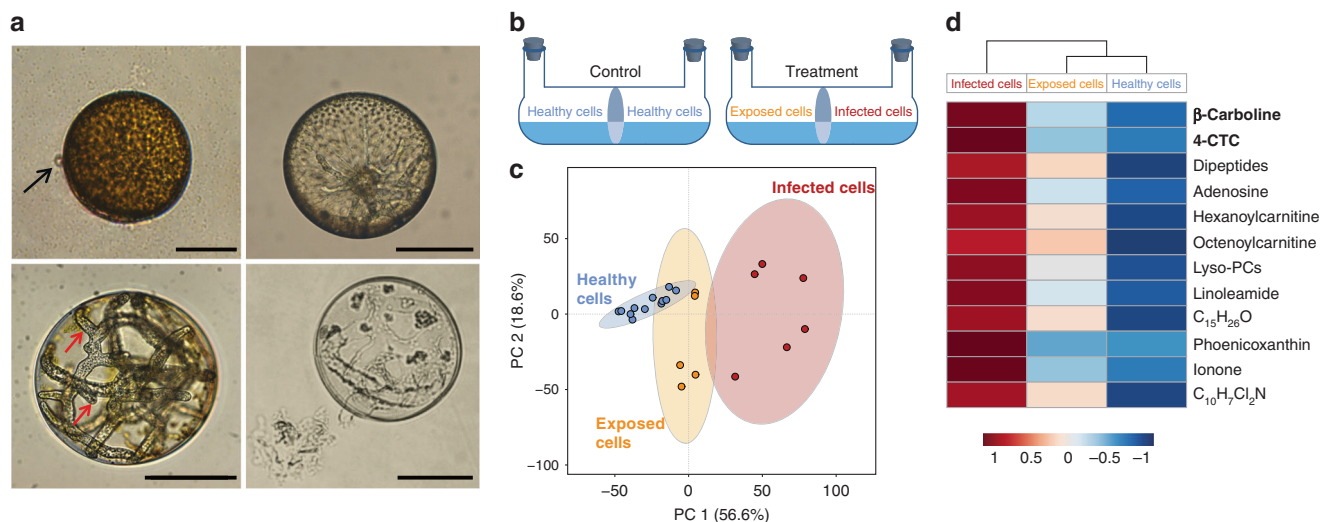 a
b
Control
Treatment
Healthy cells
Healthy cells
Exposed cells
Infected cells
c
Infected cells
Healthy
cells
Exposed
cells
50
0
−50
−100
PC 2 (18.6%)
−50
0
50
100
PC 1 (56.6%)
d
Infected cells
Exposed cells
Healthy cells
β-Carboline
4-CTC
Dipeptides
Adenosine
Hexanoylcarnitine
Octenoylcarnitine
Lyso-PCs
Linoleamide
C₁₅H₂₆O
Phoenicoxanthin
Ionone
C₁₀H₇Cl₂N
1
0.5
0
−0.5
−1